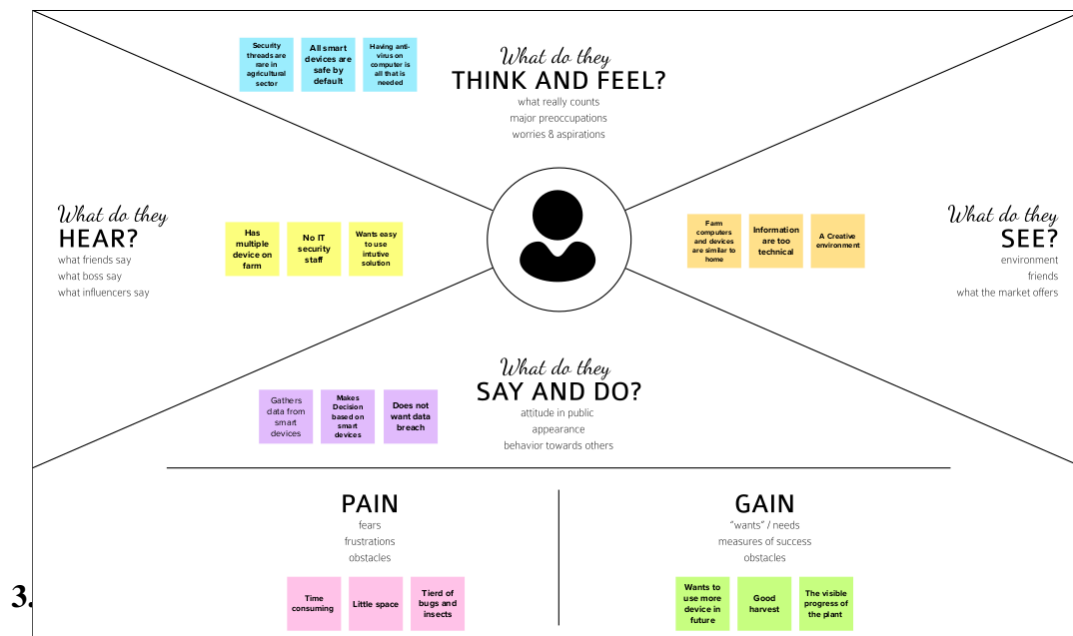 Security
threads are
rare in
agricultural
sector
All smart
devices are
safe by
default
Having anti-
virus on
computer is
all that is
needed
What do they
THINK AND FEEL?
what really counts
major preoccupations
worries & aspirations
What do they
HEAR?
what friends say
what boss say
what influencers say
Has
multiple
device on
farm
No IT
security
staff
Wants easy
to use
intutive
solution
Farm
computers
and devices
are similar to
home
Information
are too
technical
A Creative
environment
What do they
SEE?
environment
friends
what the market offers
What do they
SAY AND DO?
attitude in public
appearance
behavior towards others
Gathers
data from
smart
devices
Makes
Decision
based on
smart
devices
Does not
want data
breach
PAIN
fears
frustrations
obstacles
Time
consuming
Little space
Tierd of
bugs and
insects
GAIN
"wants" / needs
measures of success
obstacles
Wants to
use more
device in
future
Good
harvest
The visible
progress of
the plant
3.